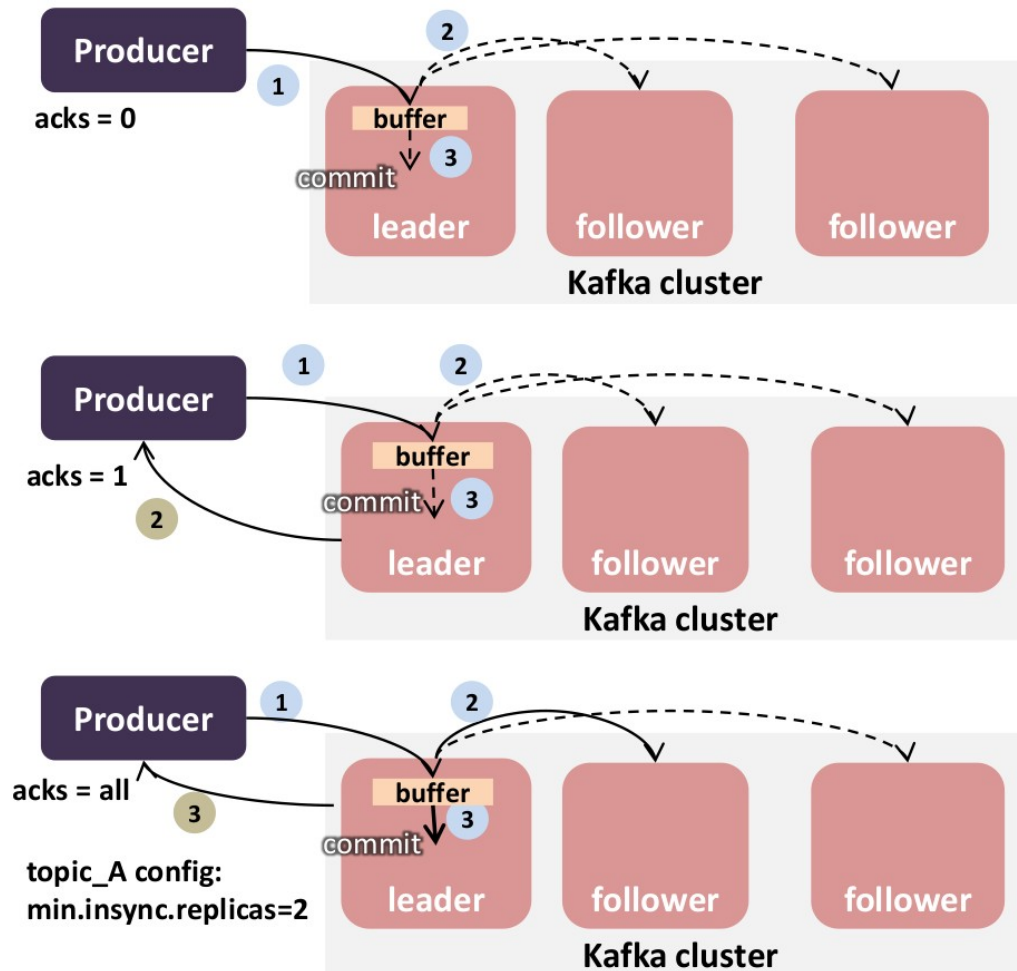 Producer
2
1
acks = 0
buffer
3
commit
leader
follower
follower
Kafka cluster
1
2
Producer
buffer
acks = 1
2
commit
3
leader
follower
follower
Kafka cluster
1
2
Producer
acks = all
3
buffer
3
commit
topic_A config:
min.insync.replicas=2
leader
follower
follower
Kafka cluster